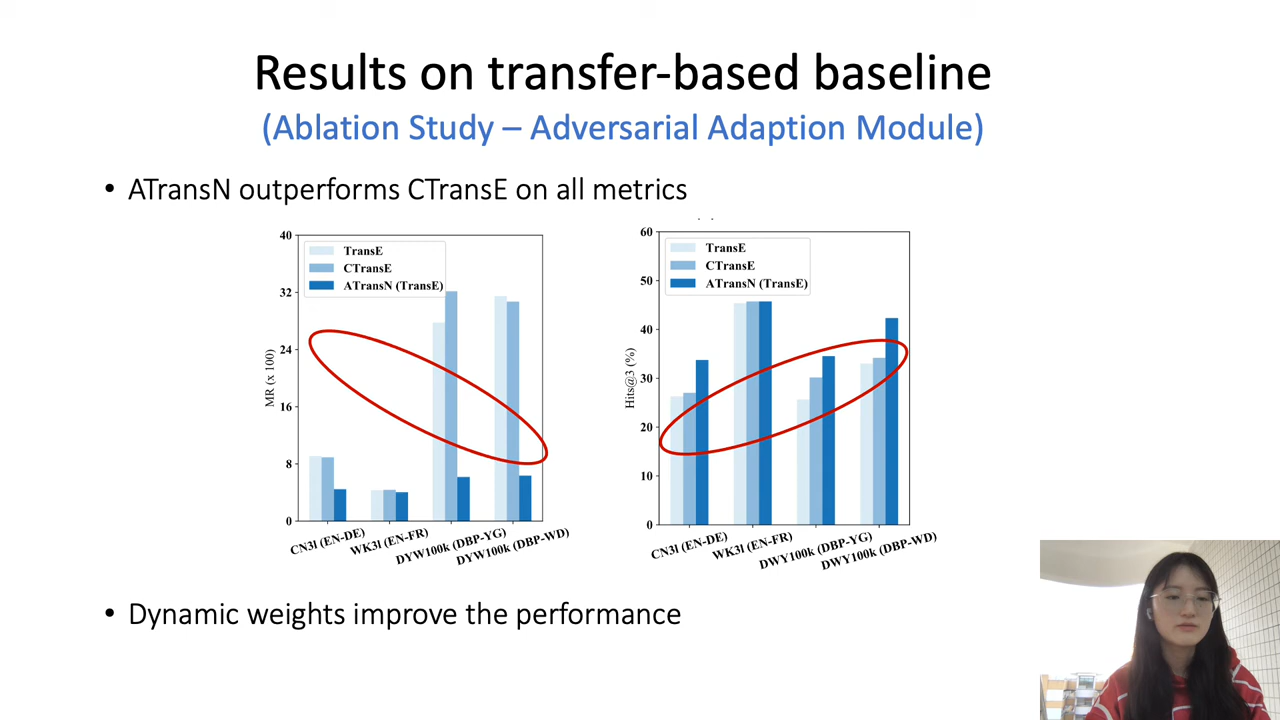 Results on transfer-based baseline
(Ablation Study – Adversarial Adaption Module)
• ATransN outperforms CTransE on all metrics
40
32
24
16
8
0
MR (x 100)
TransE
CTransE
ATransN (TransE)
CN3l (EN-DE)
WK3l (EN-FR)
DYW100k (DBP-YG)
DYW100k (DBP-WD)
60
50
40
30
20
10
0
Hits@3 (%)
TransE
CTransE
ATransN (TransE)
CN3l (EN-DE)
WK3l (EN-FR)
DWY100k (DBP-YG)
DWY100k (DBP-WD)
• Dynamic weights improve the performance